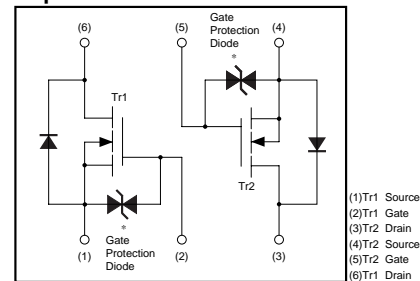 (6)
(5)
Gate
Protection
Diode
(4)
*
Tr1
Tr2
*
(1)
Gate
Protection
Diode
(2)
(3)
(1)Tr1 Source
(2)Tr1 Gate
(3)Tr2 Drain
(4)Tr2 Source
(5)Tr2 Gate
(6)Tr1 Drain